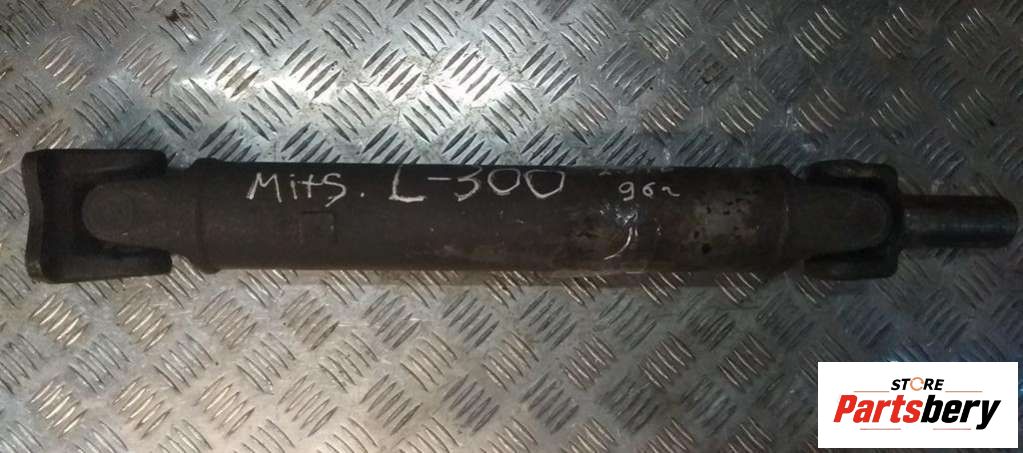 Mits. L-300
96г
STORE
Partsbery